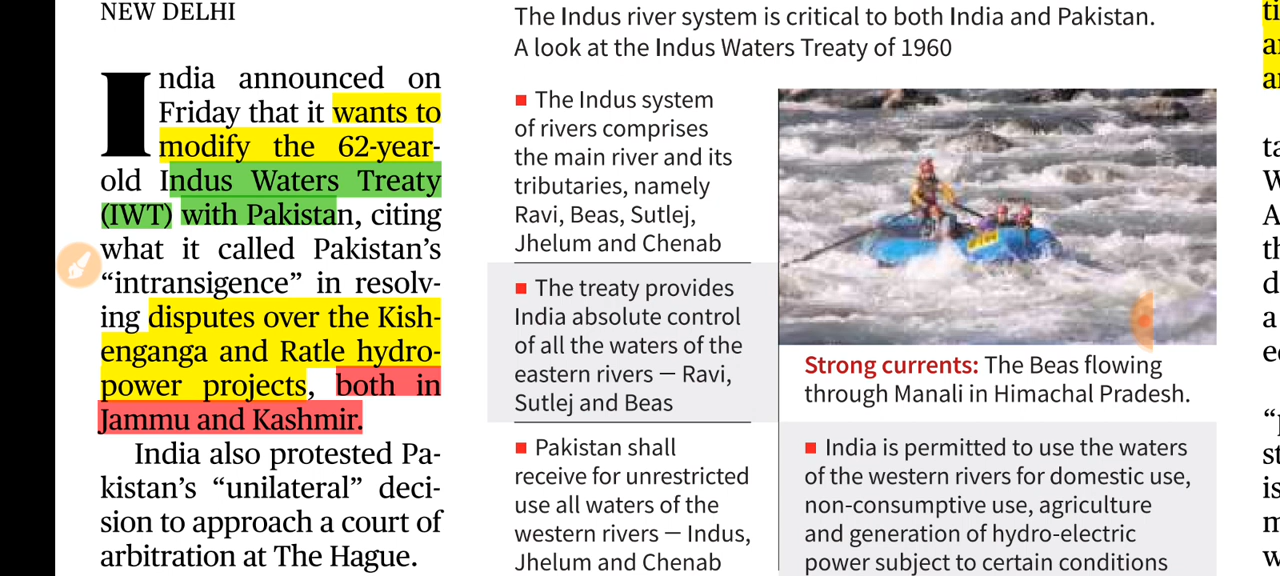 NEW DELHI
India announced on
Friday that it wants to
modify the 62-year-
old Indus Waters Treaty
(IWT) with Pakistan, citing
what it called Pakistan’s
“intransigence” in resolv-
ing disputes over the Kish-
enganga and Ratle hydro-
power projects, both in
Jammu and Kashmir.
India also protested Pa-
kistan’s “unilateral” deci-
sion to approach a court of
arbitration at The Hague.
The Indus river system is critical to both India and Pakistan.
A look at the Indus Waters Treaty of 1960
■ The Indus system
of rivers comprises
the main river and its
tributaries, namely
Ravi, Beas, Sutlej,
Jhelum and Chenab
■ The treaty provides
India absolute control
of all the waters of the
eastern rivers — Ravi,
Sutlej and Beas
■ Pakistan shall
receive for unrestricted
use all waters of the
western rivers — Indus,
Jhelum and Chenab
Strong currents: The Beas flowing
through Manali in Himachal Pradesh.
■ India is permitted to use the waters
of the western rivers for domestic use,
non-consumptive use, agriculture
and generation of hydro-electric
power subject to certain conditions